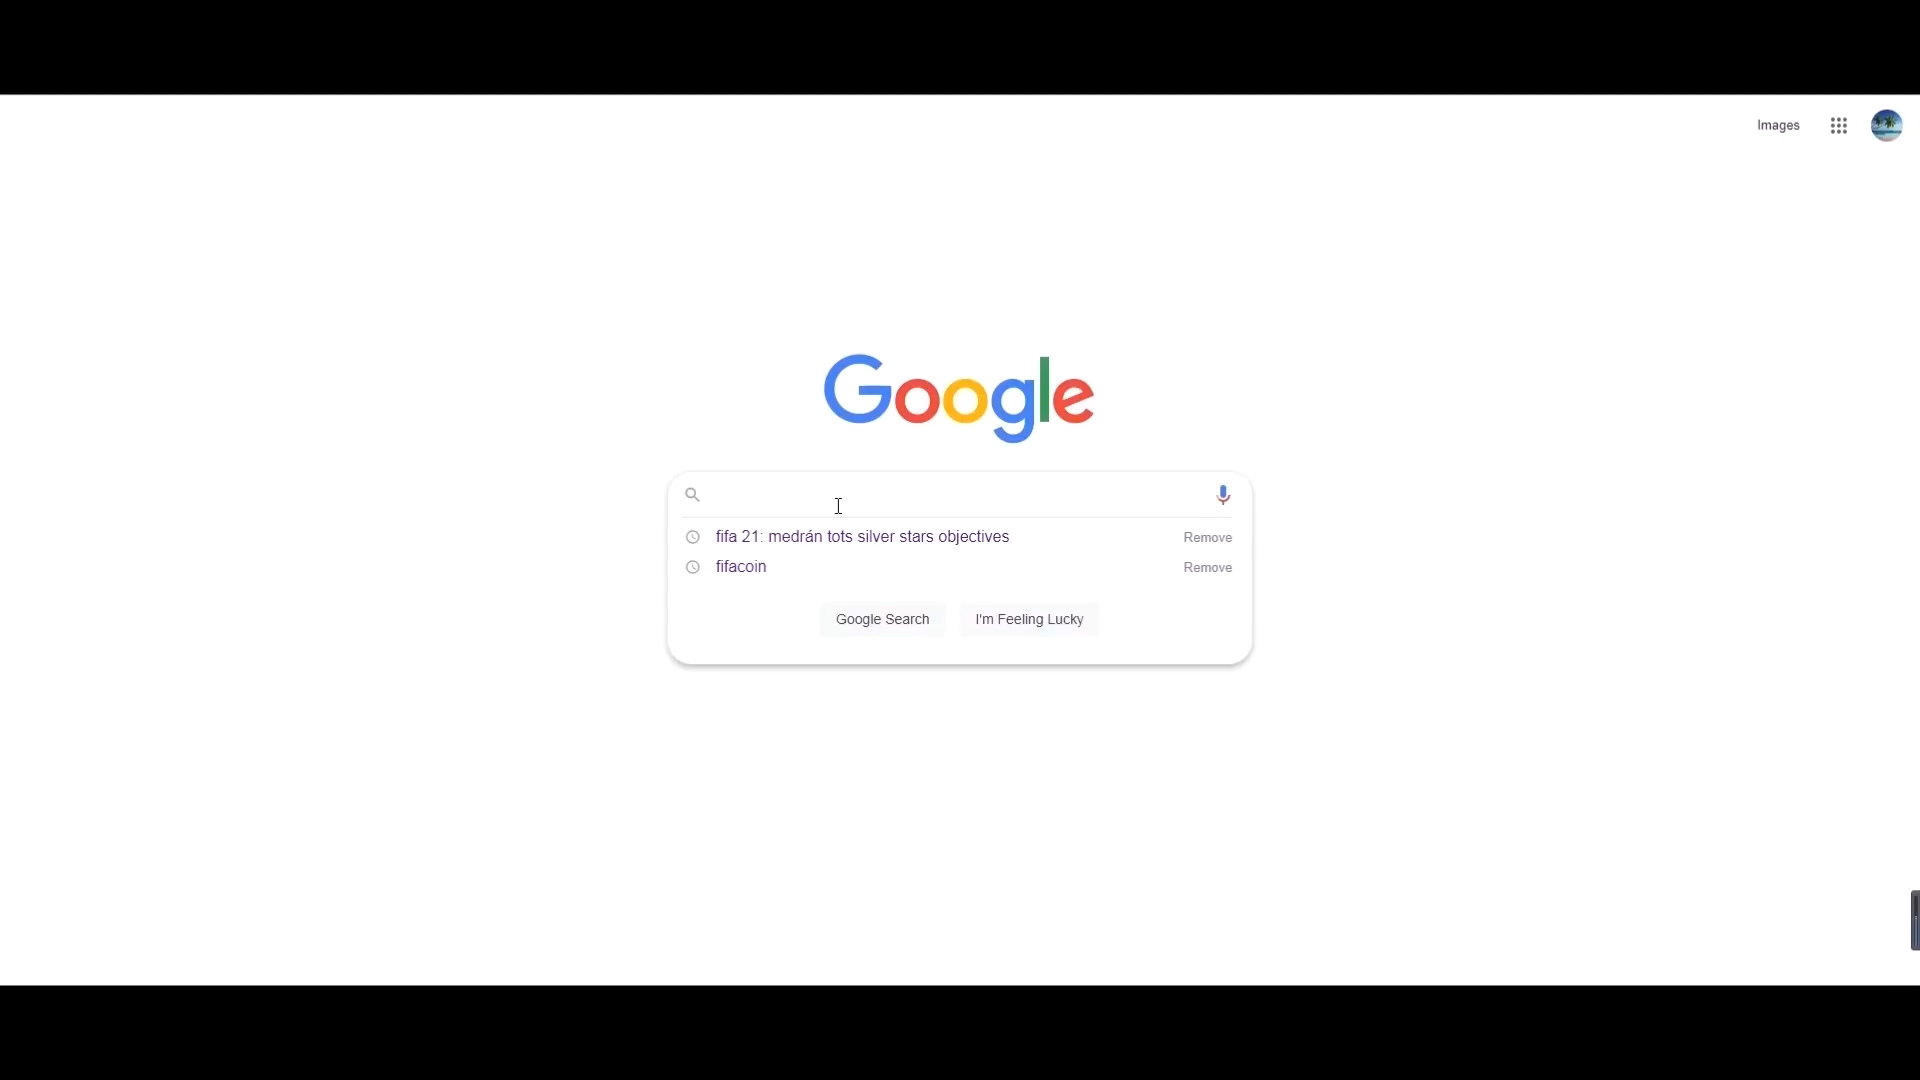 Images
Google
fifa 21: medrán tots silver stars objectives
Remove
fifacoin
Remove
Google Search
I'm Feeling Lucky